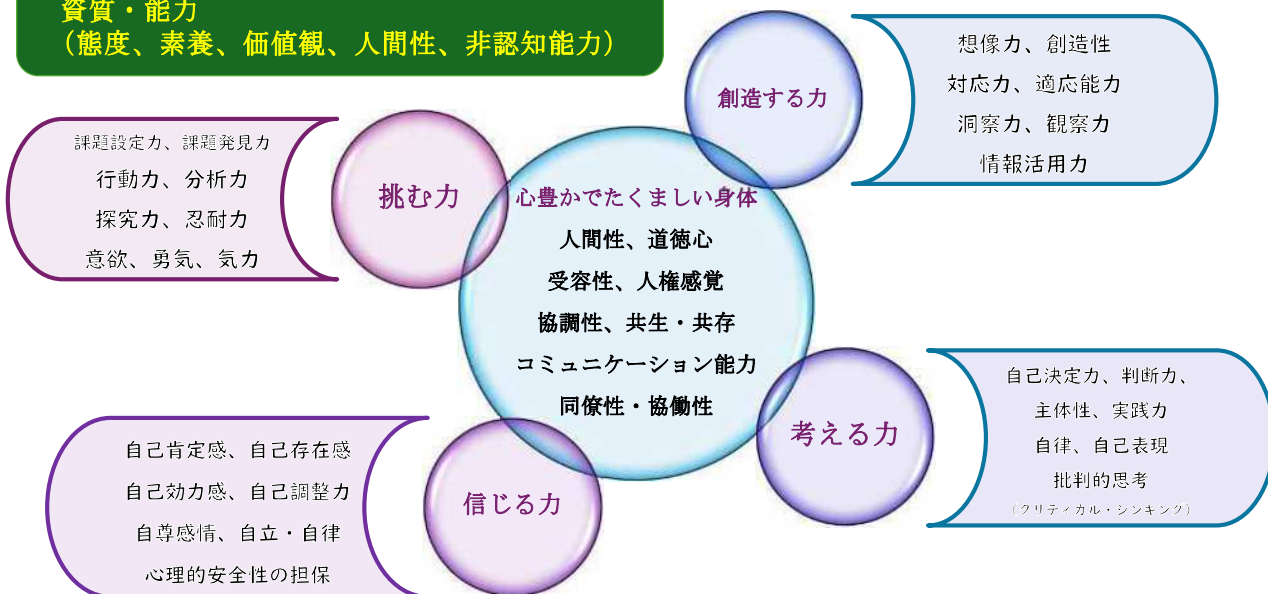 資質・能力
(態度、素養、価値観、人間性、非認知能力)
創造する力
想像力、創造性
対応力、適応能力
洞察力、観察力
情報活用力
挑む力
課題設定力、課題発見力
行動力、分析力
探究力、忍耐力
意欲、勇気、気力
心豊かでたくましい身体
人間性、道徳心
受容性、人権感覚
協調性、共生・共存
コミュニケーション能力
同僚性・協働性
考える力
自己決定力、判断力、
主体性、実践力
自律、自己表現
批判的思考
(クリティカル・シンキング)
信じる力
自己肯定感、自己存在感
自己効力感、自己調整力
自尊感情、自立・自律
心理的安全性の担保